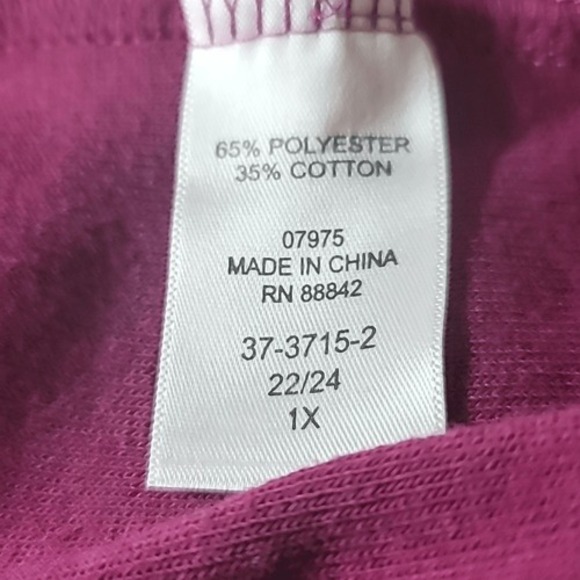 65% POLYESTER
35% COTTON
07975
MADE IN CHINA
RN 88842
37-3715-2
22/24
1X